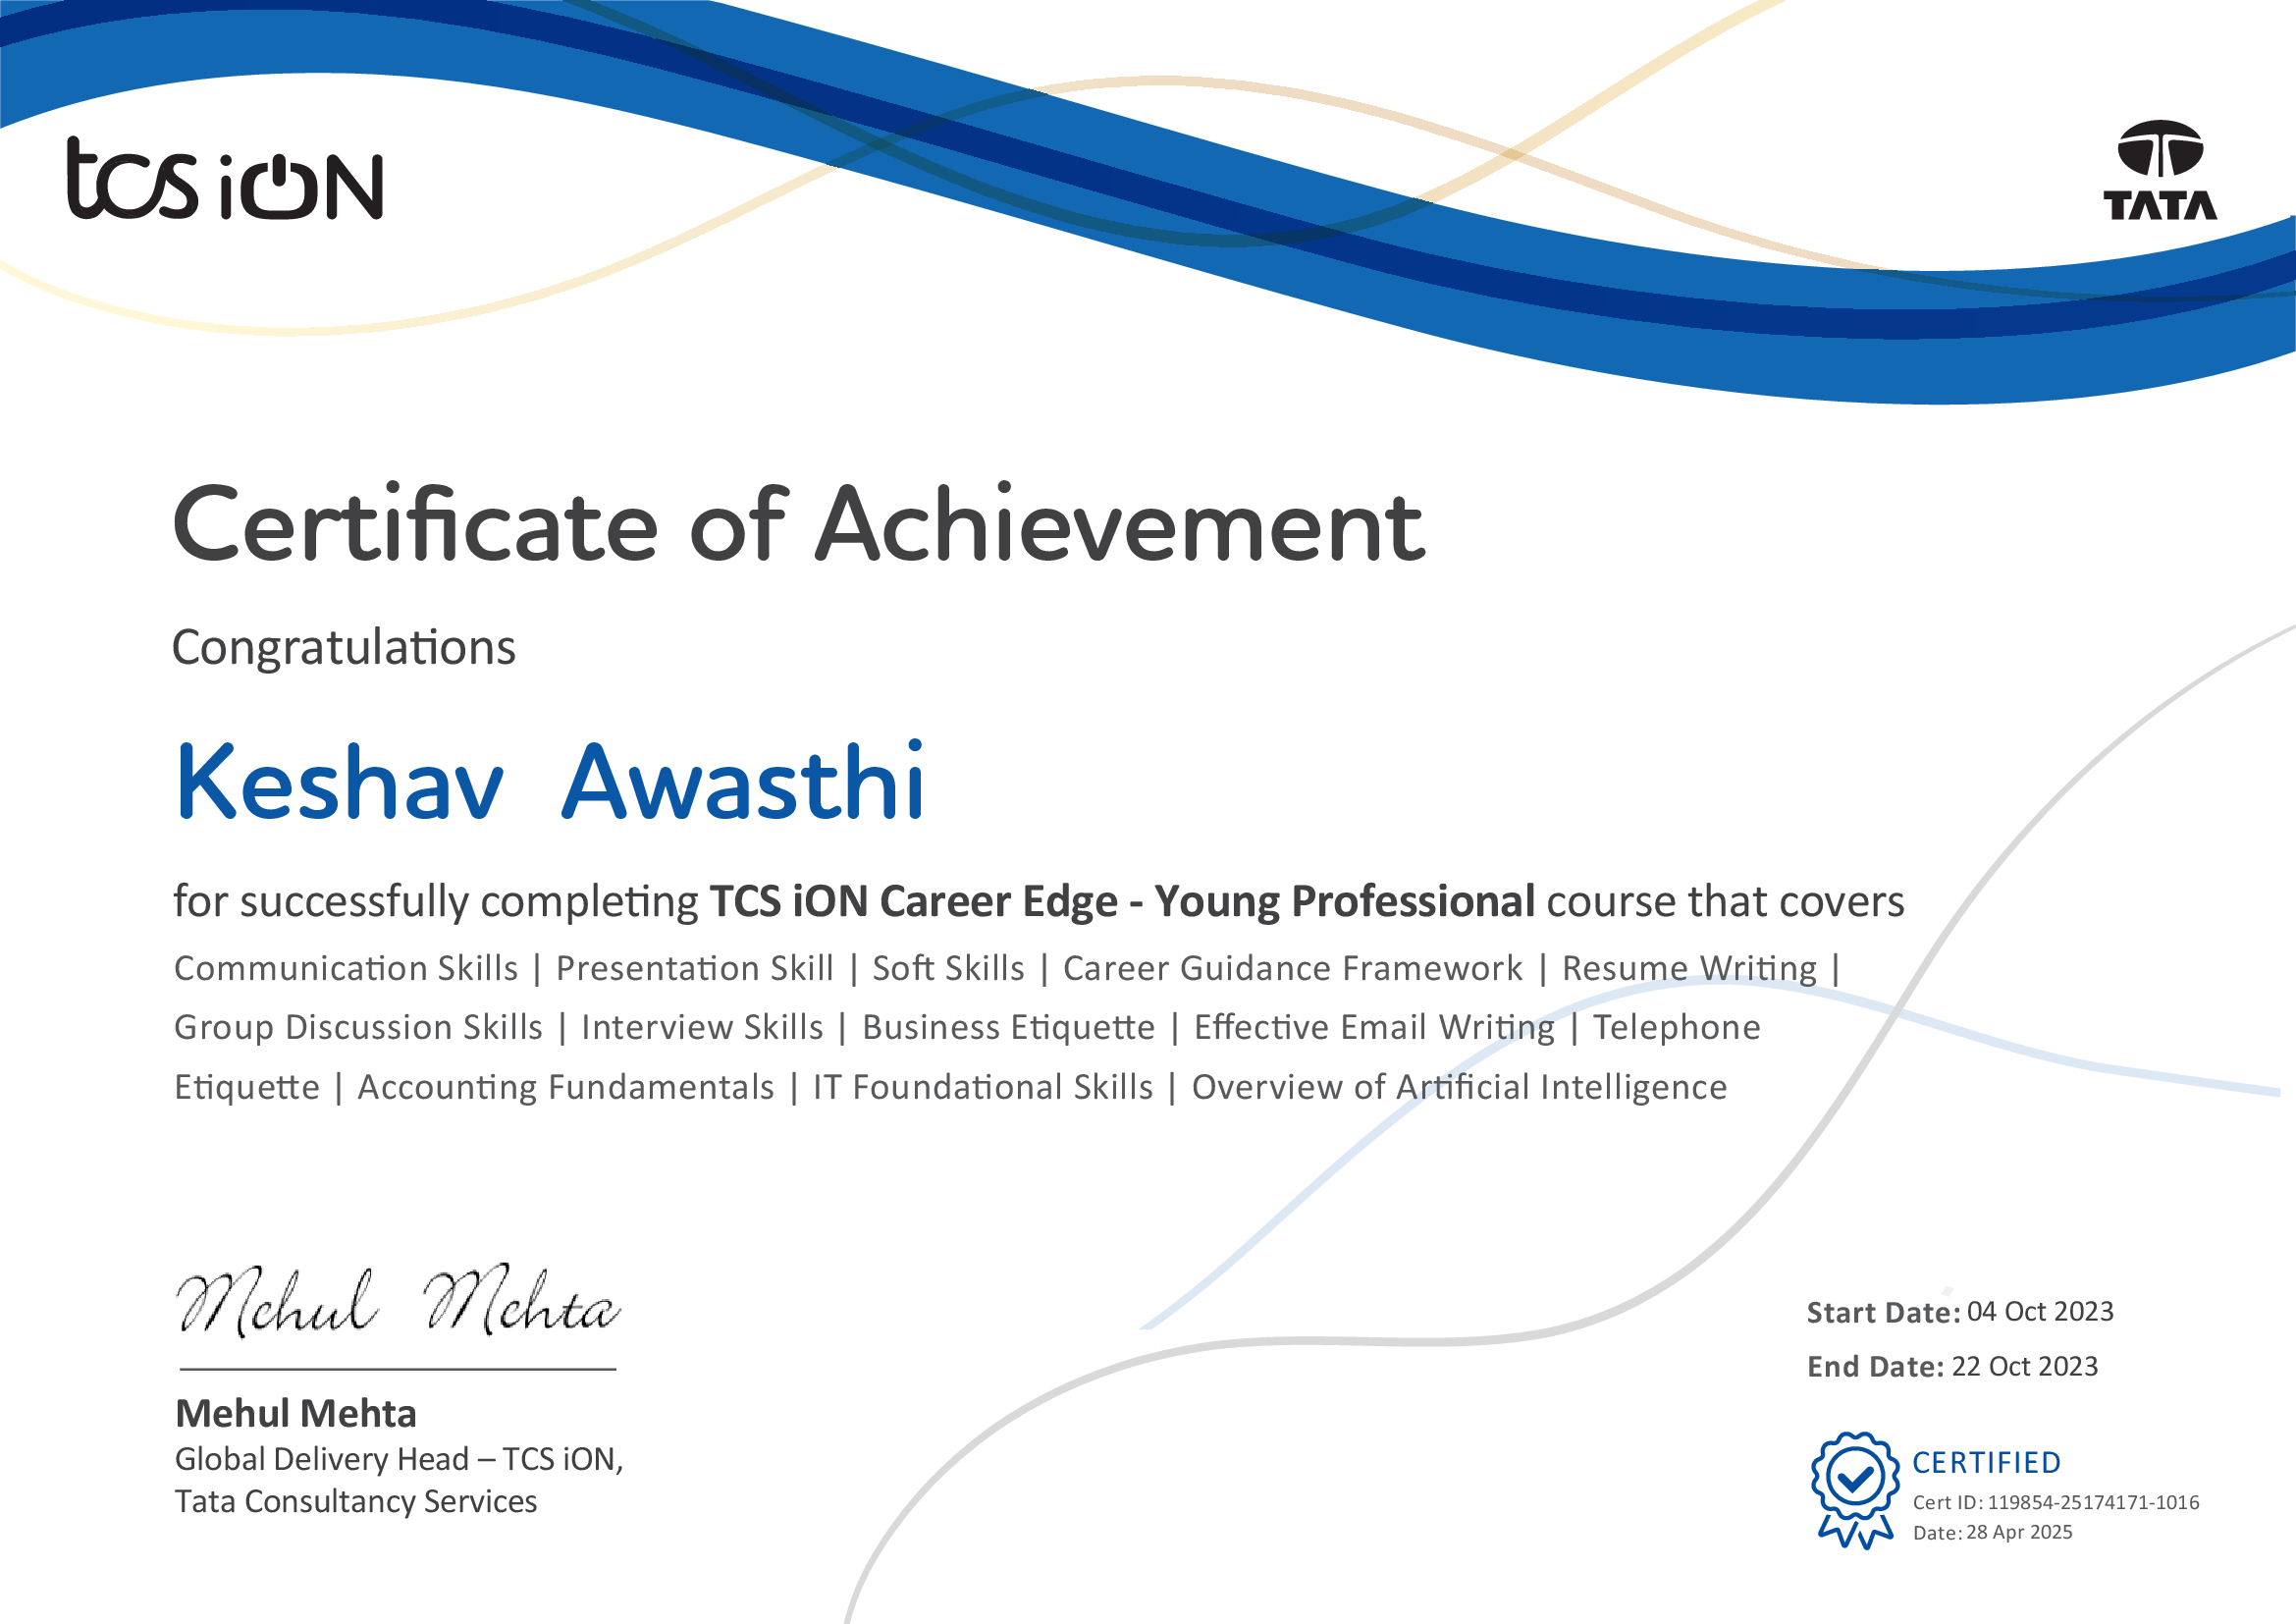 tcs iON
TATA
Certificate of Achievement
Congratulations
Keshav Awasthi
for successfully completing TCS iON Career Edge - Young Professional course that covers
Communication Skills | Presentation Skill | Soft Skills | Career Guidance Framework | Resume Writing |
Group Discussion Skills | Interview Skills | Business Etiquette | Effective Email Writing | Telephone
Etiquette | Accounting Fundamentals | IT Foundational Skills | Overview of Artificial Intelligence
Mehul Mehta
Mehul Mehta
Global Delivery Head – TCS iON,
Tata Consultancy Services
Start Date: 04 Oct 2023
End Date: 22 Oct 2023
CERTIFIED
Cert ID: 119854-25174171-1016
Date: 28 Apr 2025